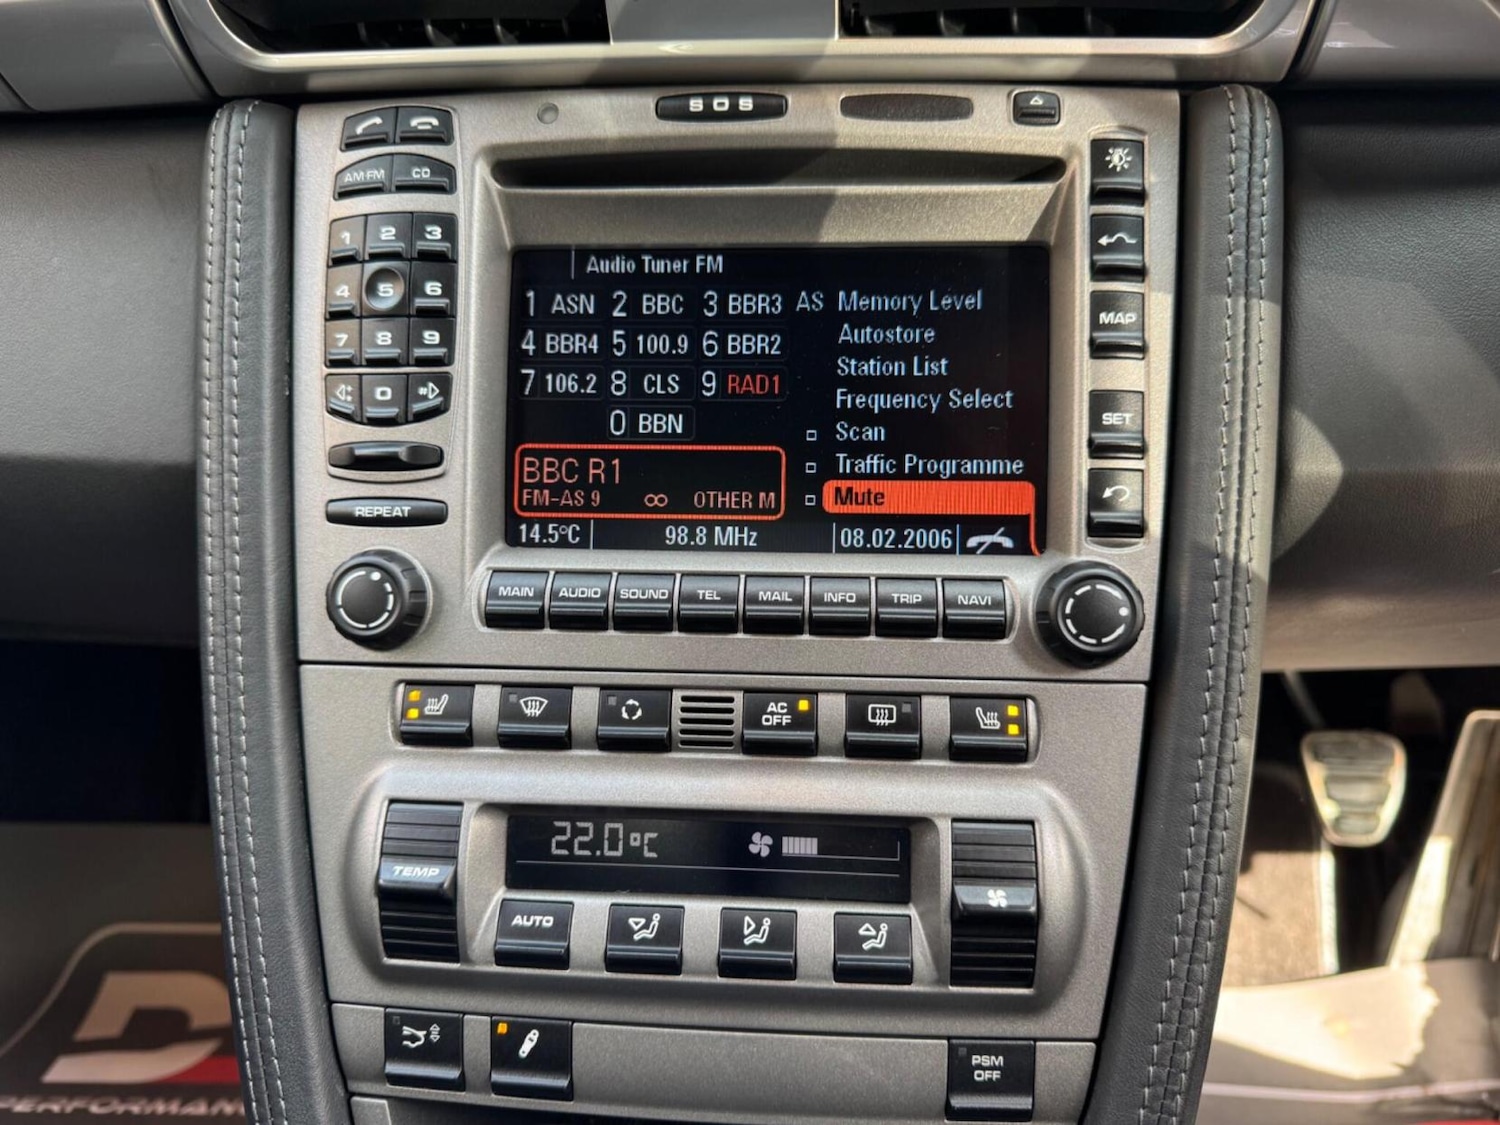 SOS
AM·FM CD
1 2 3
4 5 6
7 8 9
0
REPEAT
MAP
SET
Audio Tuner FM
1 ASN 2 BBC 3 BBR3
4 BBR4 5 100.9 6 BBR2
7 106.2 8 CLS 9 RAD1
0 BBN
AS Memory Level
Autostore
Station List
Frequency Select
Scan
Traffic Programme
Mute
BBC R1
FM-AS 9 ∞ OTHER M
14.5°C 98.8 MHz 08.02.2006
MAIN AUDIO SOUND TEL MAIL INFO TRIP NAVI
AC
OFF
22.0°C
TEMP
AUTO
PSM
OFF